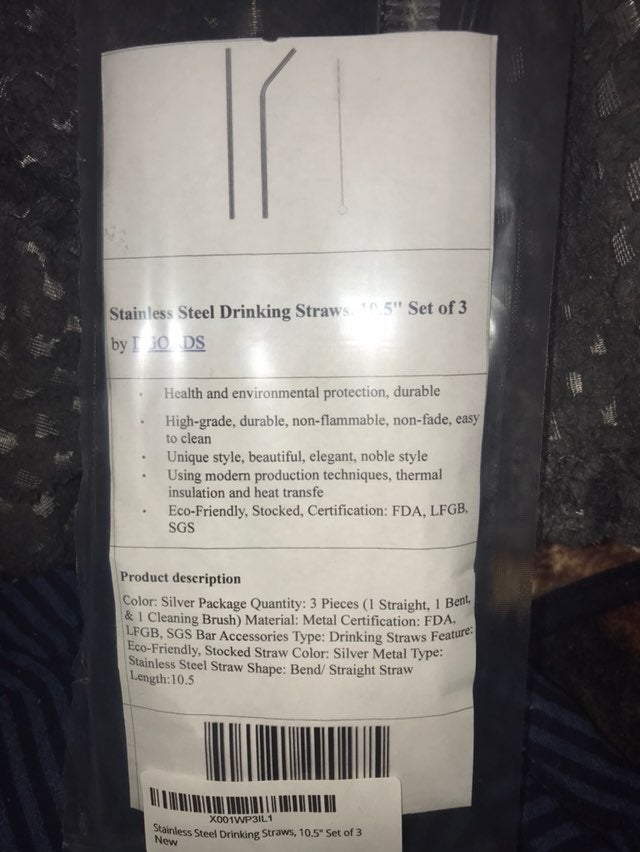 Stainless Steel Drinking Straws, 10.5" Set of 3
by
· Health and environmental protection, durable
· High-grade, durable, non-flammable, non-fade, easy
to clean
· Unique style, beautiful, elegant, noble style
· Using modern production techniques, thermal
insulation and heat transfe
· Eco-Friendly, Stocked, Certification: FDA, LFGB,
SGS
Product description
Color: Silver Package Quantity: 3 Pieces (1 Straight, 1 Bent,
& 1 Cleaning Brush) Material: Metal Certification: FDA,
LFGB, SGS Bar Accessories Type: Drinking Straws Feature:
Eco-Friendly, Stocked Straw Color: Silver Metal Type:
Stainless Steel Straw Shape: Bend/ Straight Straw
Length:10.5
X001WP3IL1
Stainless Steel Drinking Straws, 10.5" Set of 3
New